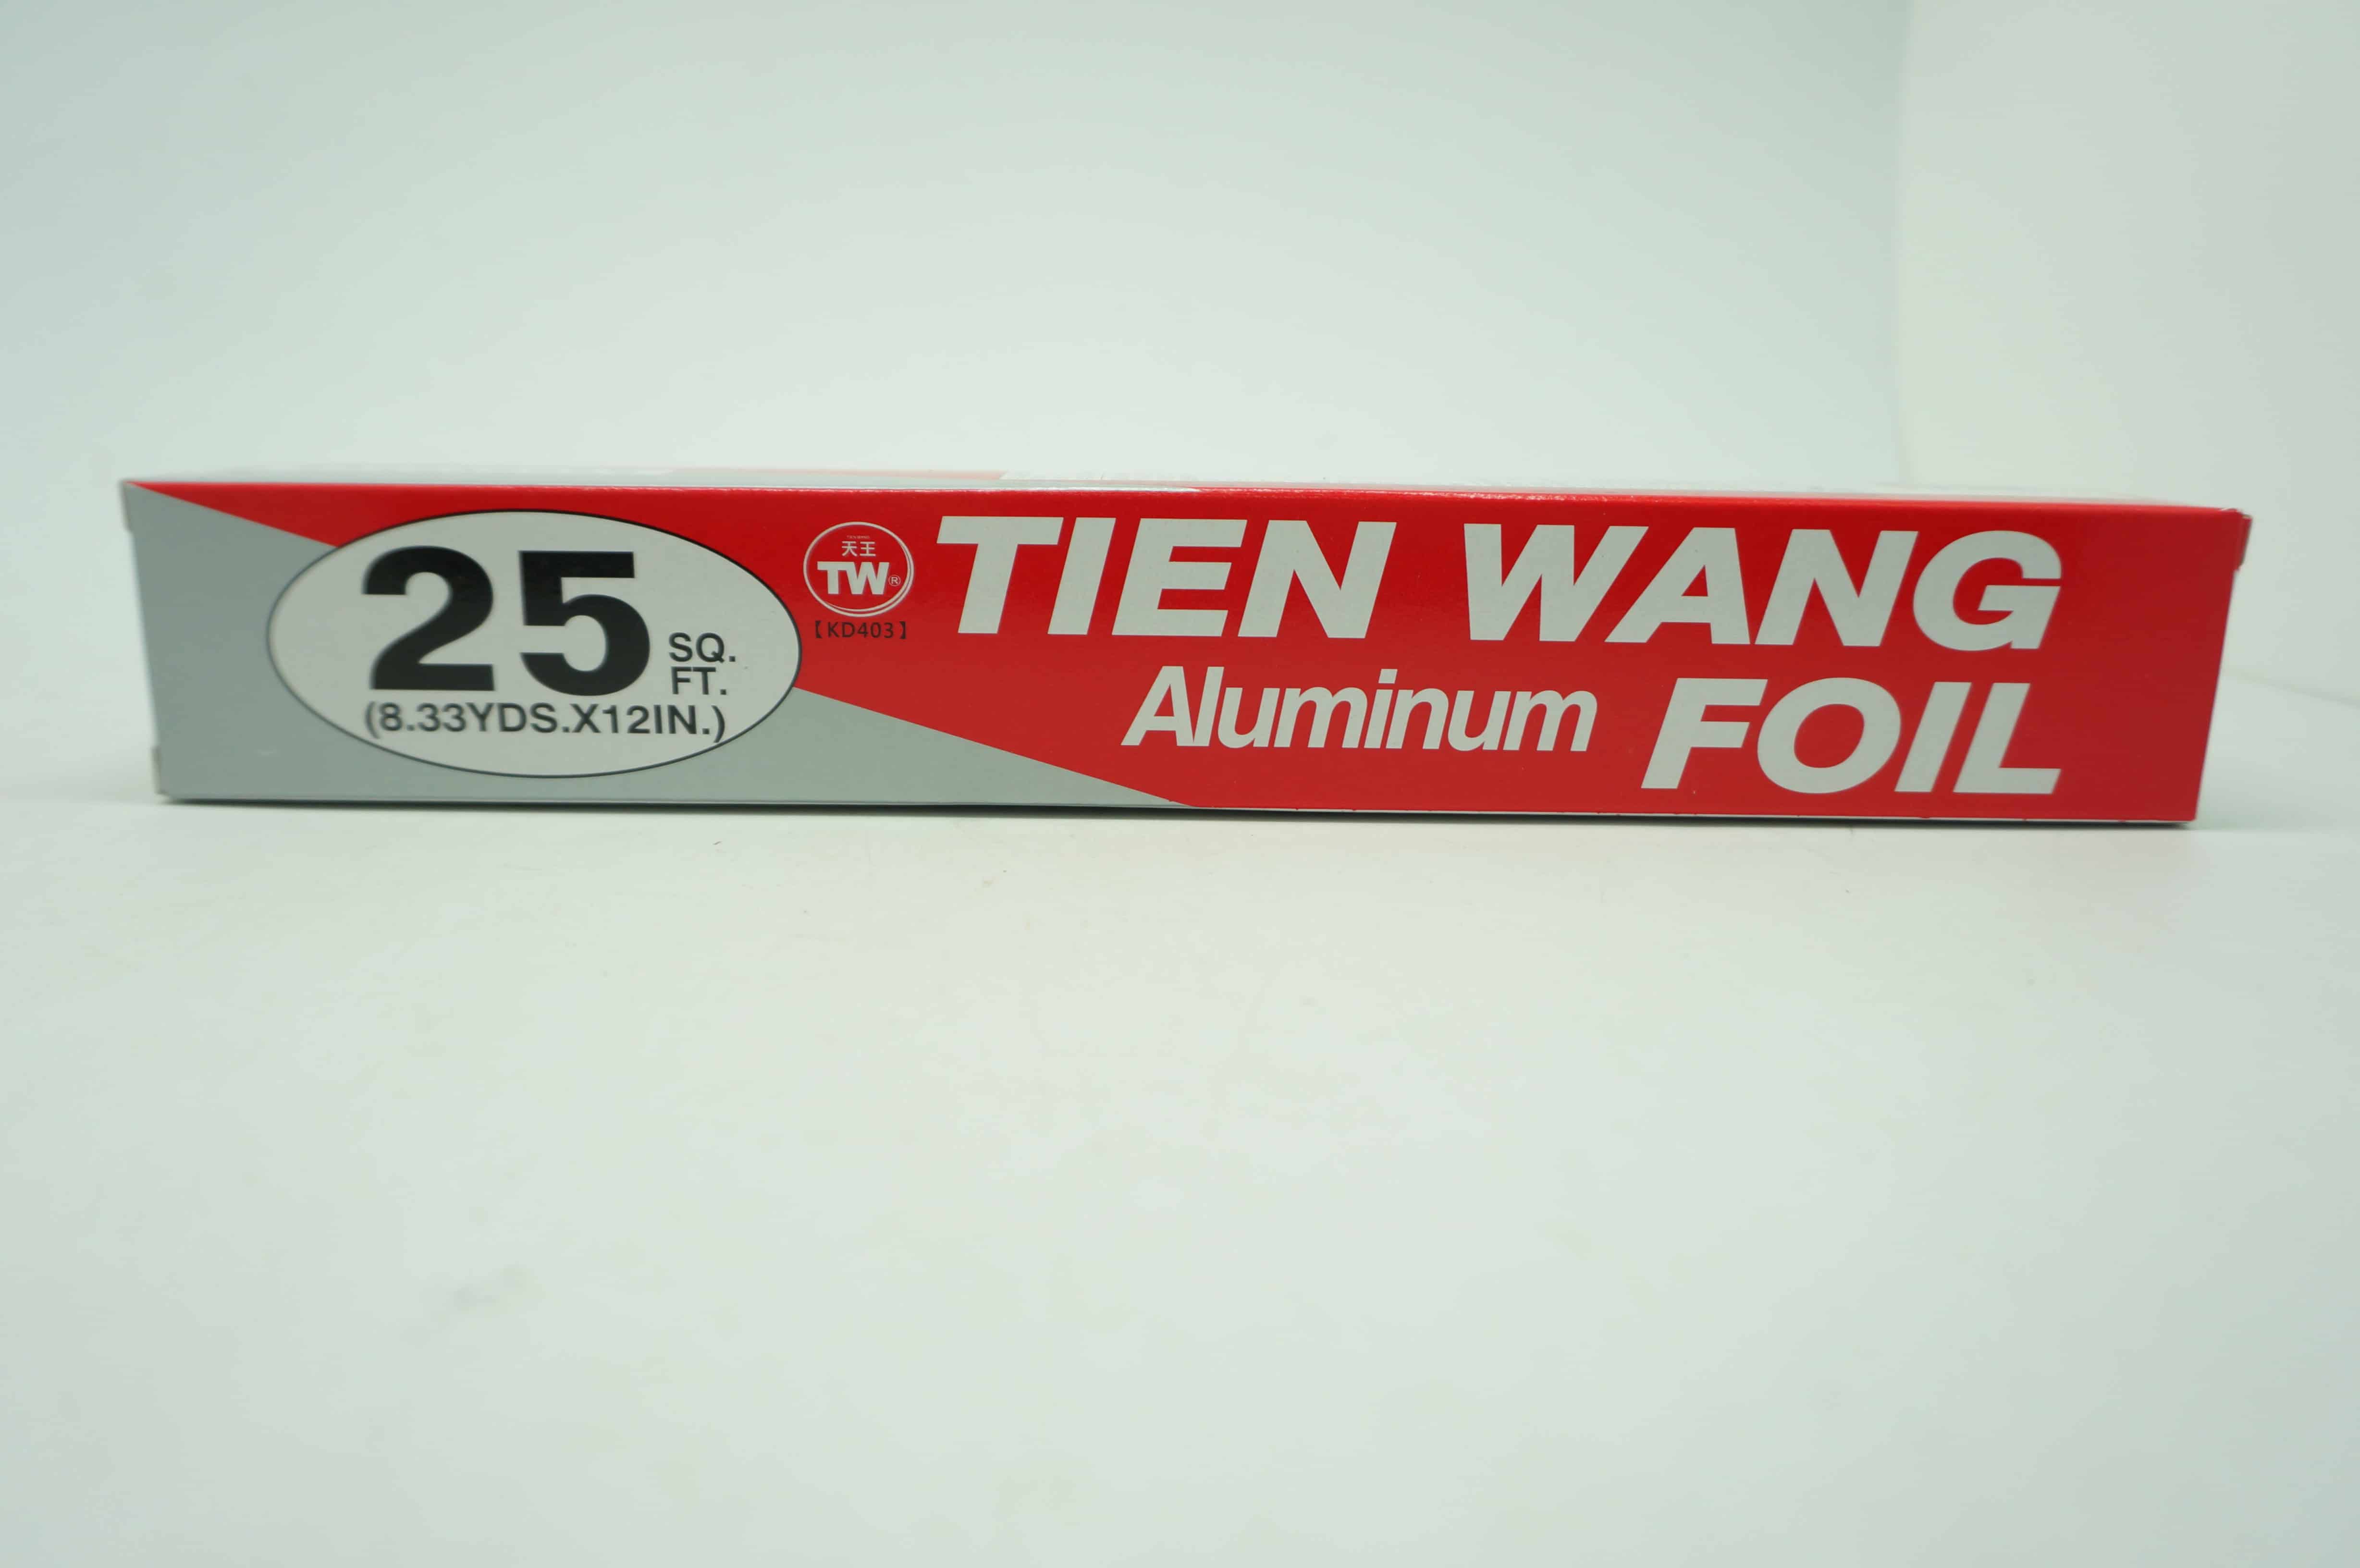 25 SQ. FT.
(8.33YDS.X12IN.)
天王
TW®
【KD403】
TIEN WANG
Aluminum FOIL